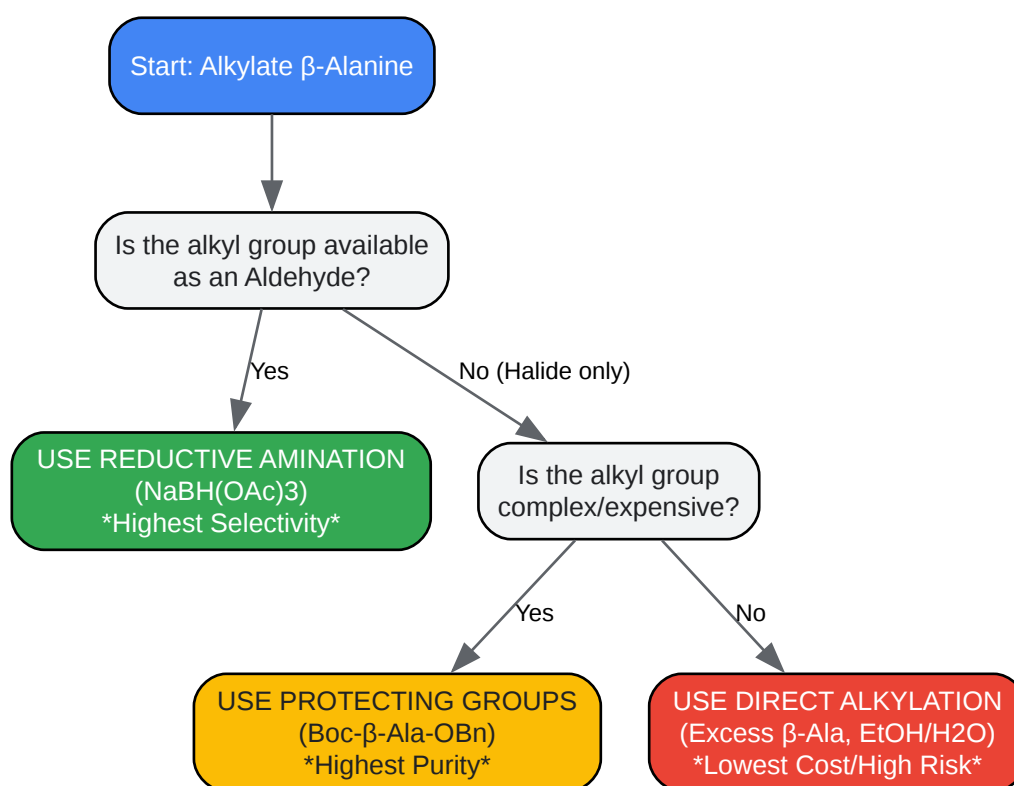 Start: Alkylate β-Alanine
Is the alkyl group available
as an Aldehyde?
Yes
No (Halide only)
USE REDUCTIVE AMINATION
(NaBH(OAc)3)
*Highest Selectivity*
Is the alkyl group
complex/expensive?
Yes
No
USE PROTECTING GROUPS
(Boc-β-Ala-OBn)
*Highest Purity*
USE DIRECT ALKYLATION
(Excess β-Ala, EtOH/H2O)
*Lowest Cost/High Risk*